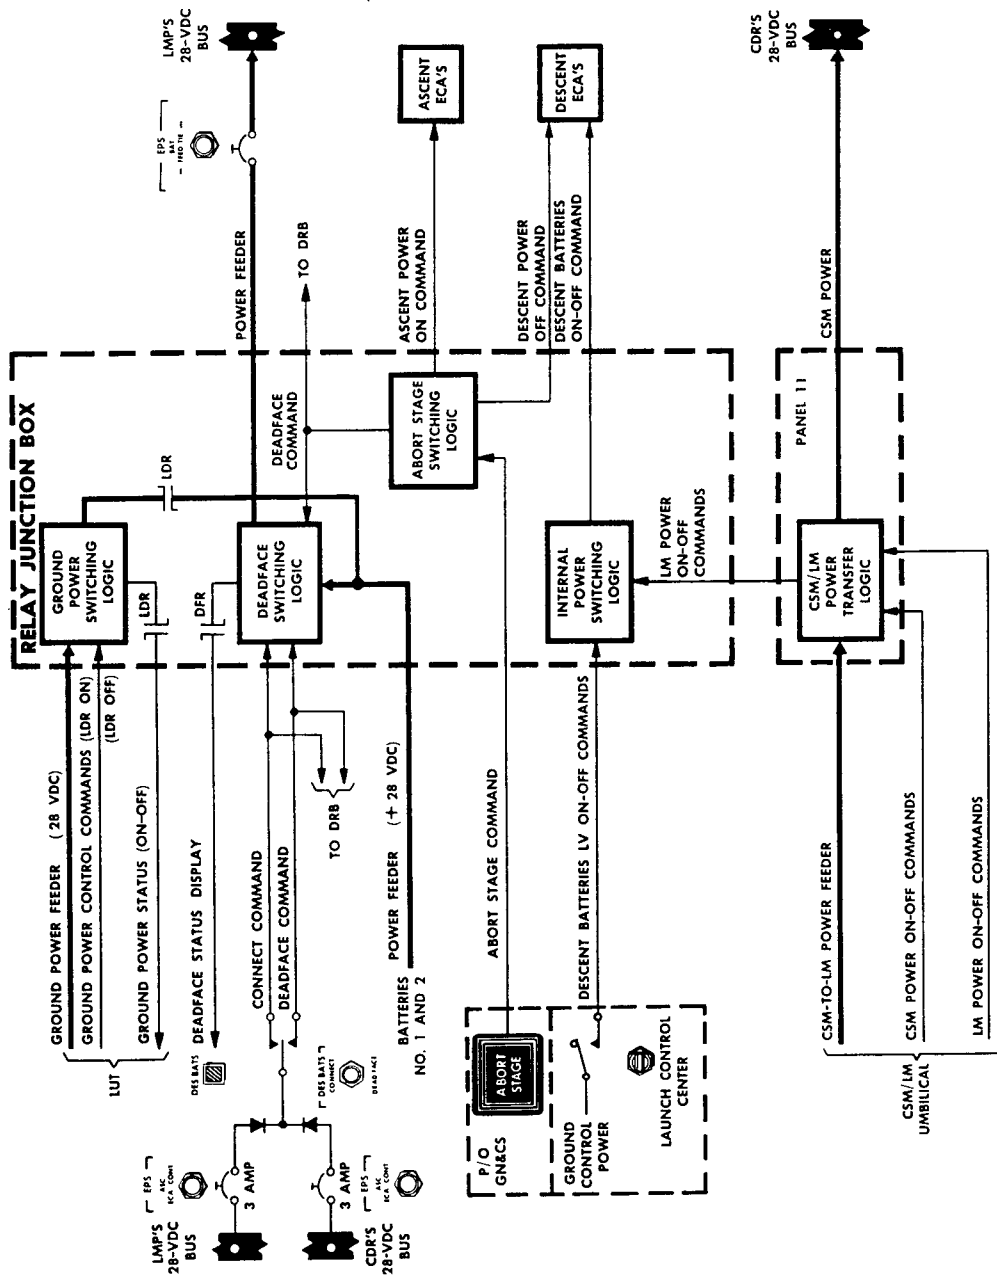 LMP'S
28-VDC
BUS
EPS
ASC
ECA CONT
3 AMP
CDR'S
28-VDC
BUS
3 AMP
EPS
ASC
ECA CONT
LUT
GROUND POWER FEEDER (28 VDC)
GROUND POWER CONTROL COMMANDS (LDR ON)
(LDR OFF)
GROUND POWER STATUS (ON-OFF)
DES BATS
DEADFACE STATUS DISPLAY
CONNECT COMMAND
DEADFACE COMMAND
DES BATS
CONNECT
DEAD FACE
TO DRB
BATTERIES
NO. 1 AND 2
POWER FEEDER (+ 28 VDC)
P/O
GN&CS
ABORT
STAGE
ABORT STAGE COMMAND
GROUND
CONTROL
POWER
LAUNCH CONTROL
CENTER
DESCENT BATTERIES LV ON-OFF COMMANDS
RELAY JUNCTION BOX
GROUND
POWER
SWITCHING
LOGIC
LDR
LDR
DFR
DEADFACE
SWITCHING
LOGIC
DEADFACE
COMMAND
ABORT STAGE
SWITCHING
LOGIC
INTERNAL
POWER
SWITCHING
LOGIC
LM POWER
ON-OFF
COMMANDS
POWER FEEDER
EPS
BAT
FEED TIE
LMP'S
28-VDC
BUS
TO DRB
ASCENT POWER
ON COMMAND
ASCENT
ECA'S
DESCENT POWER
OFF COMMAND
DESCENT BATTERIES
ON-OFF COMMAND
DESCENT
ECA'S
CSM/LM
UMBILICAL
CSM-TO-LM POWER FEEDER
CSM POWER ON-OFF COMMANDS
LM POWER ON-OFF COMMANDS
PANEL 11
CSM/LM
POWER
TRANSFER
LOGIC
CSM POWER
CDR'S
28-VDC
BUS